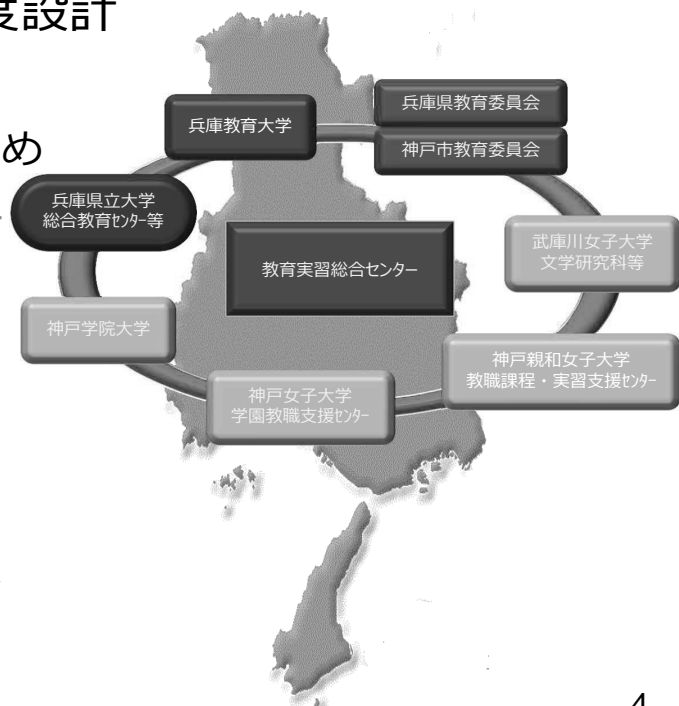 度設計
め
兵庫教育大学
兵庫県教育委員会
神戸市教育委員会
兵庫県立大学
総合教育ｾﾝﾀｰ等
武庫川女子大学
文学研究科等
教育実習総合センター
神戸学院大学
神戸親和女子大学
教職課程・実習支援ｾﾝﾀｰ
神戸女子大学
学園教職支援ｾﾝﾀｰ
4